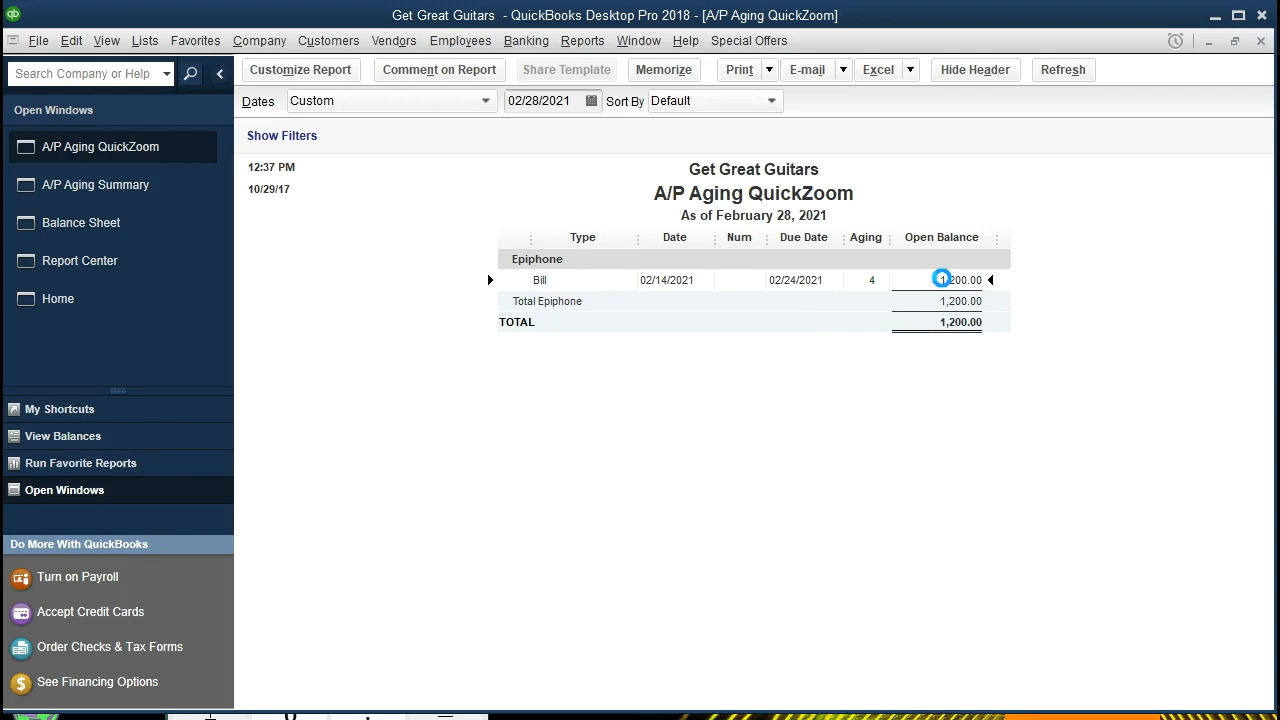 Get Great Guitars - QuickBooks Desktop Pro 2018 - [A/P Aging QuickZoom]
File Edit View Lists Favorites Company Customers Vendors Employees Banking Reports Window Help Special Offers
Search Company or Help
Customize Report Comment on Report Share Template Memorize Print E-mail Excel Hide Header Refresh
Dates Custom 02/28/2021 Sort By Default
Show Filters
Open Windows
A/P Aging QuickZoom
A/P Aging Summary
Balance Sheet
Report Center
Home
My Shortcuts
View Balances
Run Favorite Reports
Open Windows
Do More With QuickBooks
Turn on Payroll
Accept Credit Cards
Order Checks & Tax Forms
See Financing Options
12:37 PM
10/29/17
Get Great Guitars
A/P Aging QuickZoom
As of February 28, 2021
Type Date Num Due Date Aging Open Balance
Epiphone
Bill 02/14/2021 02/24/2021 4 1,200.00
Total Epiphone 1,200.00
TOTAL 1,200.00